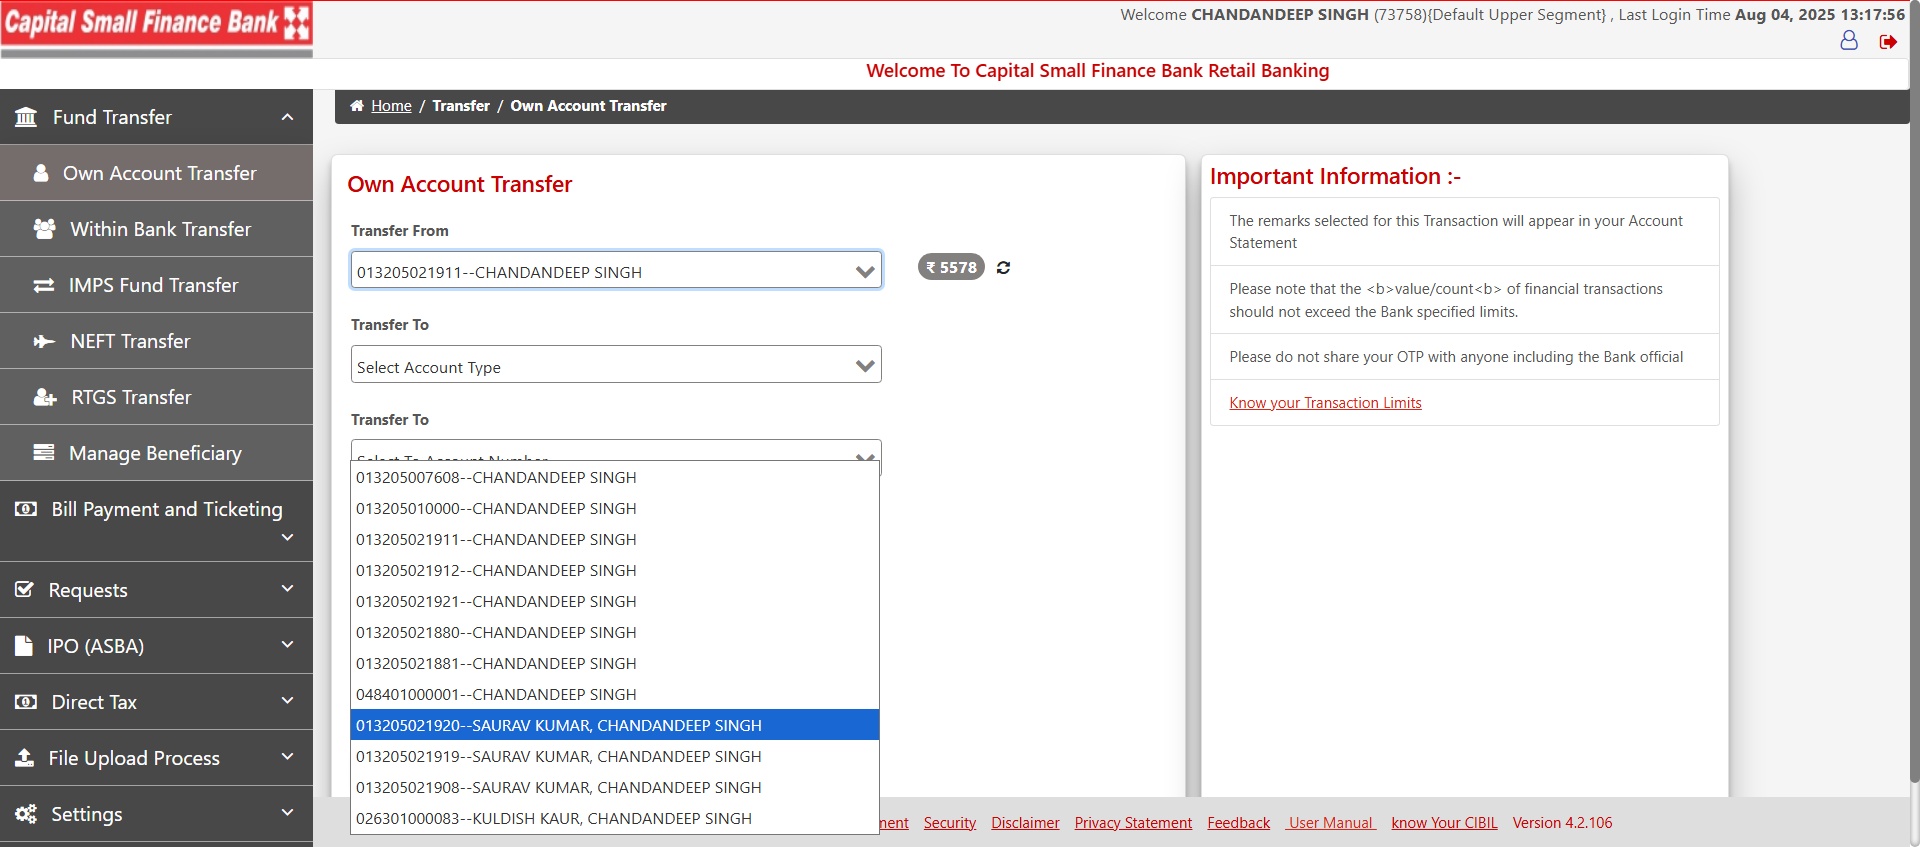 Capital Small Finance Bank
Welcome CHANDANDEEP SINGH (73758){Default Upper Segment} , Last Login Time Aug 04, 2025 13:17:56
Welcome To Capital Small Finance Bank Retail Banking
Fund Transfer
Own Account Transfer
Within Bank Transfer
IMPS Fund Transfer
NEFT Transfer
RTGS Transfer
Manage Beneficiary
Bill Payment and Ticketing
Requests
IPO (ASBA)
Direct Tax
File Upload Process
Settings
Home / Transfer / Own Account Transfer
Own Account Transfer
Transfer From
013205021911--CHANDANDEEP SINGH
₹ 5578
Transfer To
Select Account Type
Transfer To
Select To Account Number
013205007608--CHANDANDEEP SINGH
013205010000--CHANDANDEEP SINGH
013205021911--CHANDANDEEP SINGH
013205021912--CHANDANDEEP SINGH
013205021921--CHANDANDEEP SINGH
013205021880--CHANDANDEEP SINGH
013205021881--CHANDANDEEP SINGH
048401000001--CHANDANDEEP SINGH
013205021920--SAURAV KUMAR, CHANDANDEEP SINGH
013205021919--SAURAV KUMAR, CHANDANDEEP SINGH
013205021908--SAURAV KUMAR, CHANDANDEEP SINGH
026301000083--KULDISH KAUR, CHANDANDEEP SINGH
Important Information :-
The remarks selected for this Transaction will appear in your Account
Statement
Please note that the <b>value/count<b> of financial transactions
should not exceed the Bank specified limits.
Please do not share your OTP with anyone including the Bank official
Know your Transaction Limits
Security Disclaimer Privacy Statement Feedback User Manual know Your CIBIL Version 4.2.106